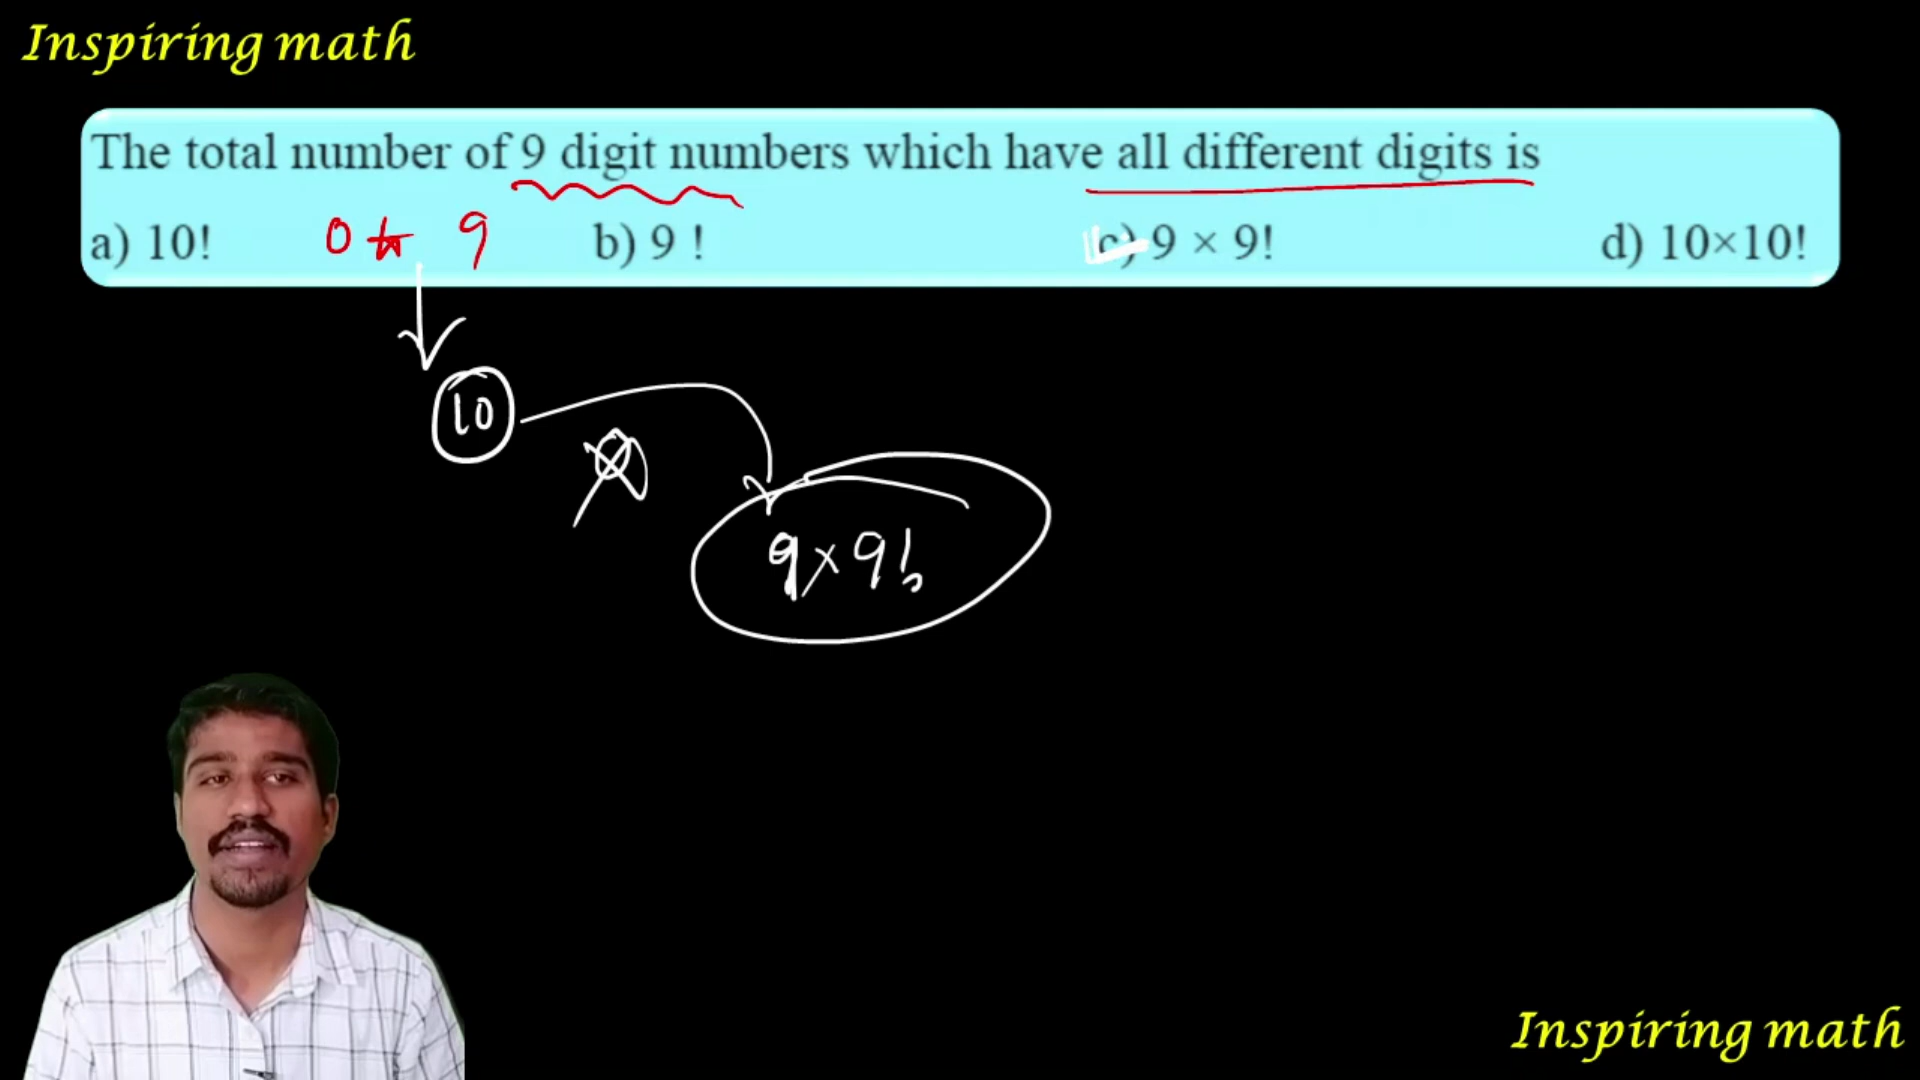 Inspiring math
The total number of 9 digit numbers which have all different digits is
a) 10! 0 to 9 b) 9 ! c) 9 × 9! d) 10×10!
10
9×9!
Inspiring math